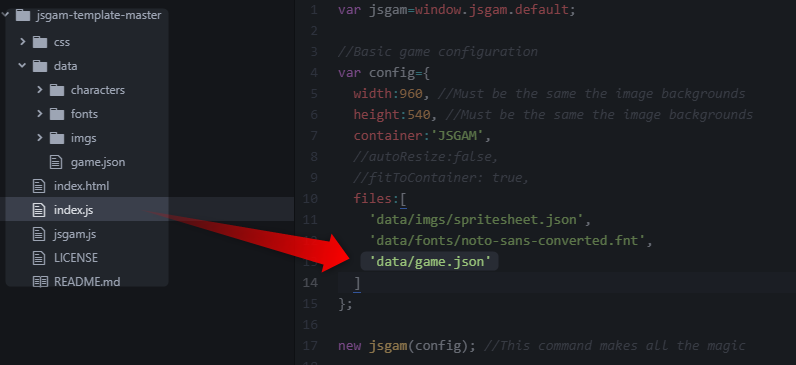 jsgam-template-master
css
data
characters
fonts
imgs
game.json
index.html
index.js
jsgam.js
LICENSE
README.md
1 var jsgam=window.jsgam.default;
2
3 //Basic game configuration
4 var config={
5 width:960, //Must be the same the image backgrounds
6 height:540, //Must be the same the image backgrounds
7 container:'JSGAM',
8 //autoResize:false,
9 //fitToContainer: true,
10 files:[
11 'data/imgs/spritesheet.json',
'data/fonts/noto-sans-converted.fnt',
'data/game.json'
14 ]
15 };
16
17 new jsgam(config); //This command makes all the magic